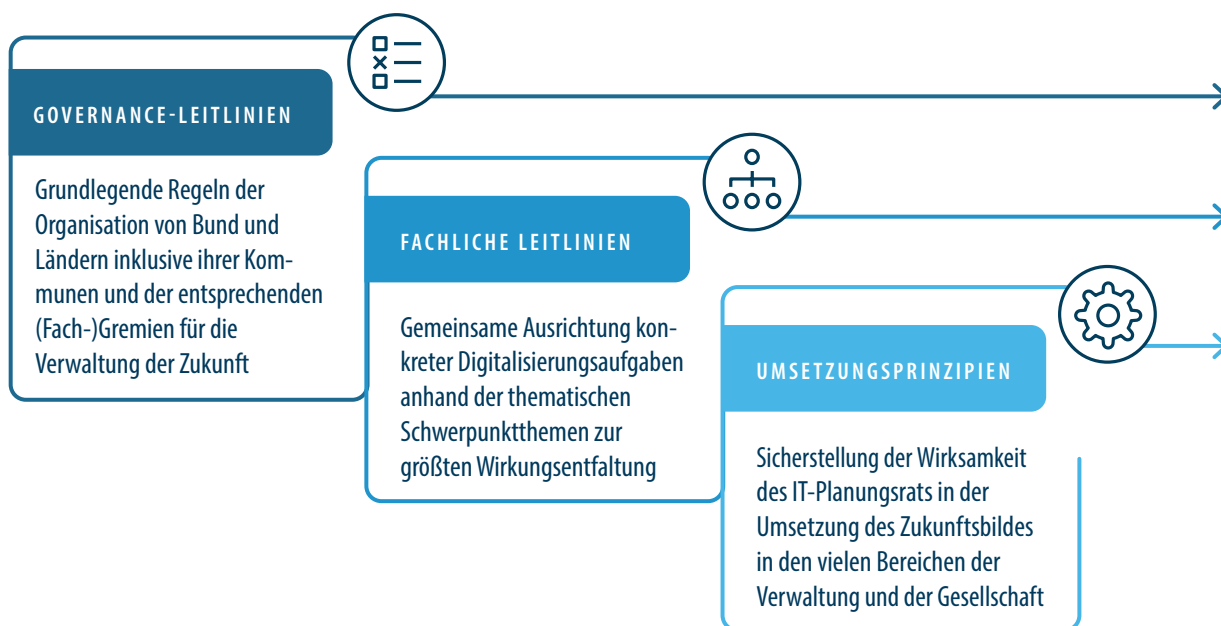 GOVERNANCE-LEITLINIEN
Grundlegende Regeln der
Organisation von Bund und
Ländern inklusive ihrer Kom-
munen und der entsprechenden
(Fach-)Gremien für die
Verwaltung der Zukunft
FACHLICHE LEITLINIEN
Gemeinsame Ausrichtung kon-
kreter Digitalisierungsaufgaben
anhand der thematischen
Schwerpunktthemen zur
größten Wirkungsentfaltung
UMSETZUNGSPRINZIPIEN
Sicherstellung der Wirksamkeit
des IT-Planungsrats in der
Umsetzung des Zukunftsbildes
in den vielen Bereichen der
Verwaltung und der Gesellschaft